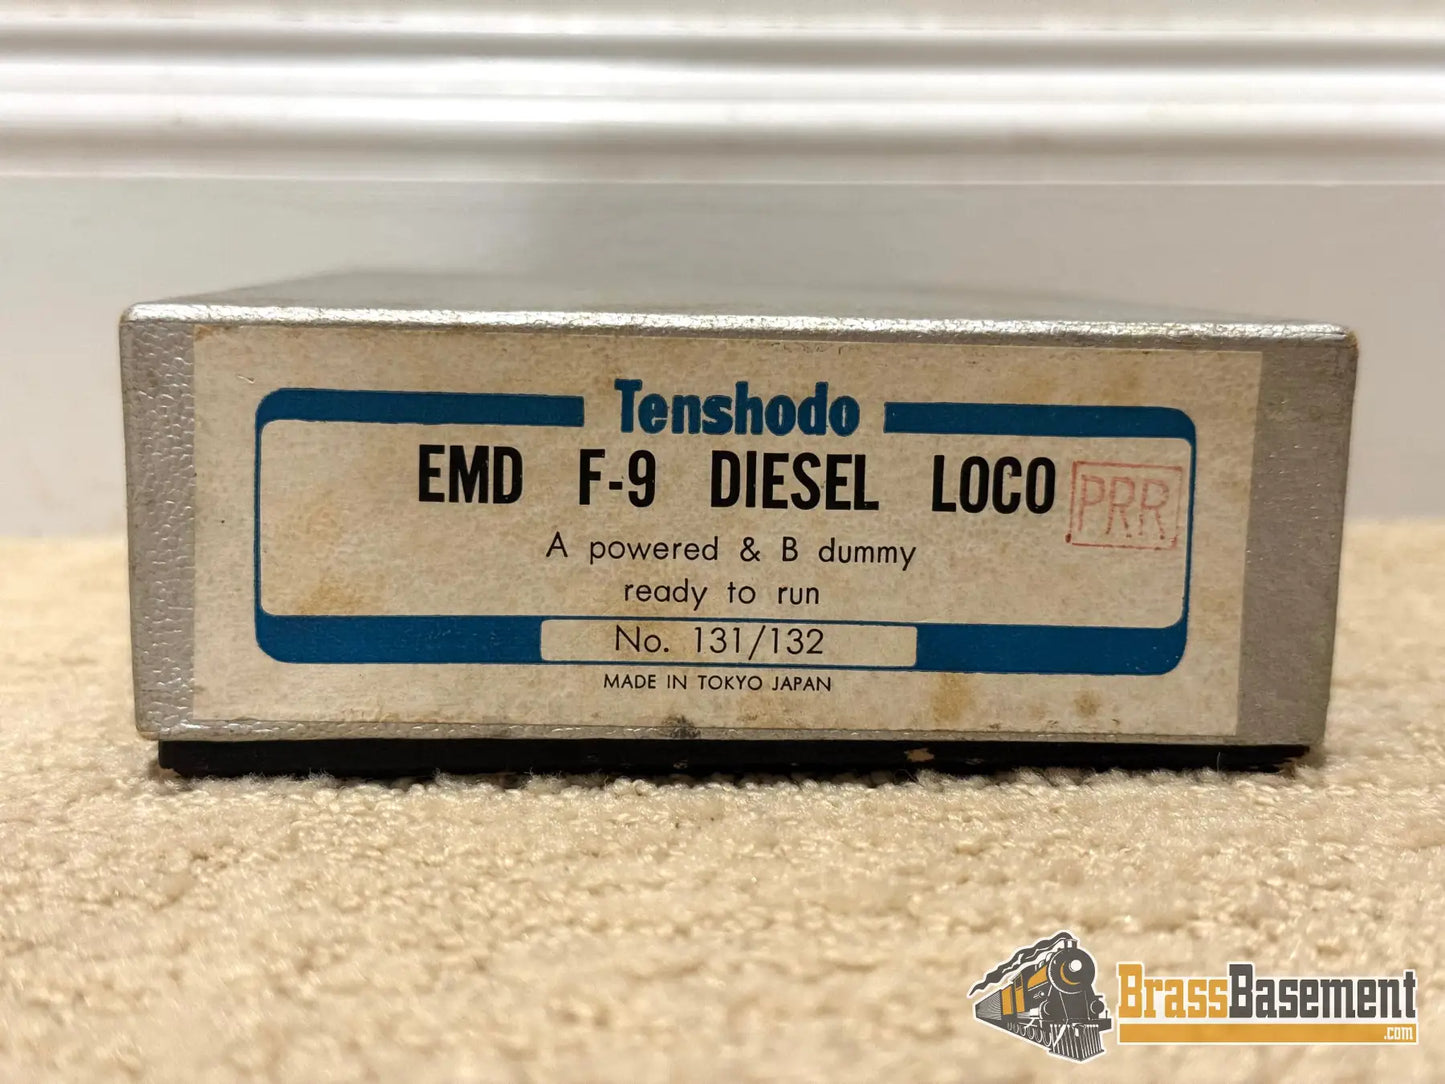 Tenshodo
EMD F-9 DIESEL LOCO
PRR
A powered & B dummy
ready to run
No. 131/132
MADE IN TOKYO JAPAN
BrassBasement
.com